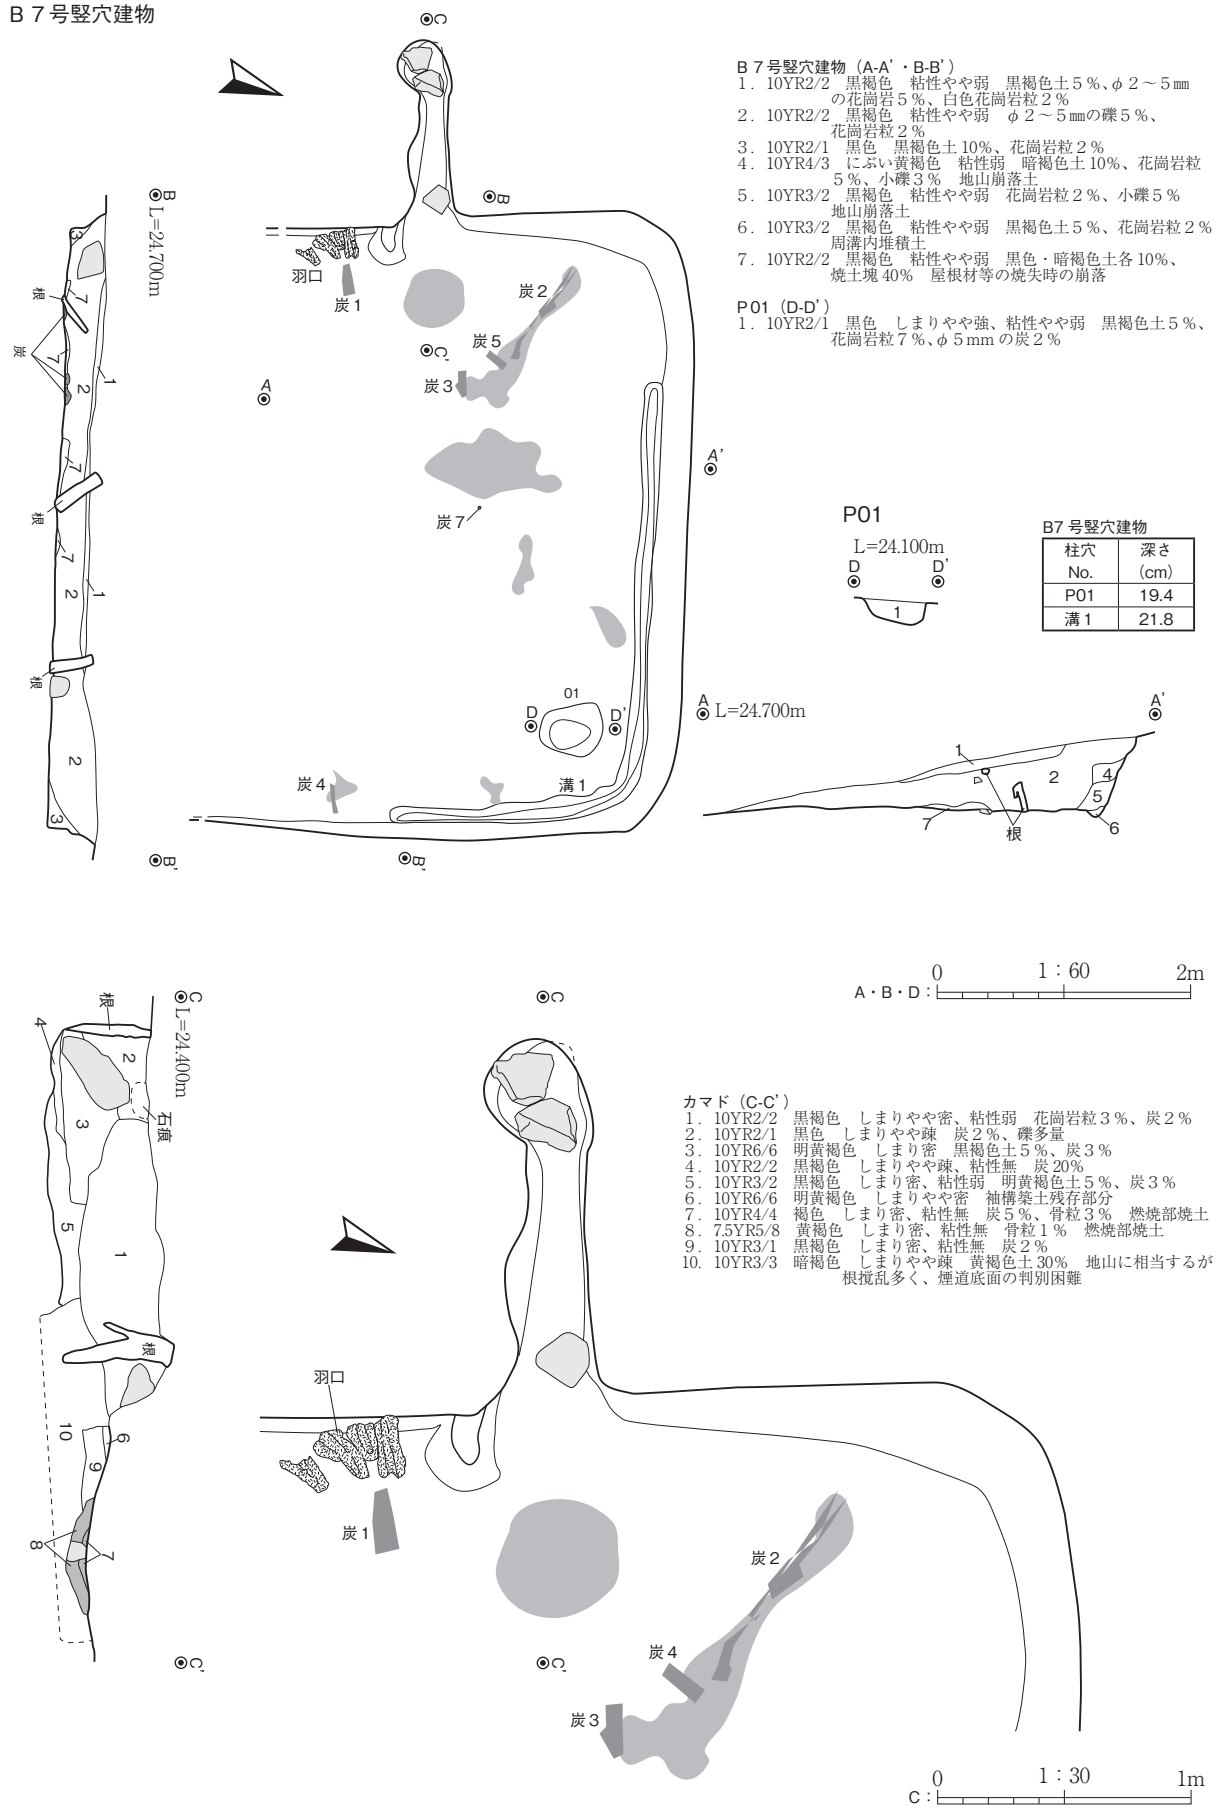 B７号竪穴建物
C
B
L=24.700m
B
羽口
炭１
炭２
炭５
C'
炭３
A
A'
炭７
01
D
D'
炭４
溝１
B'
B'
3
根
7
炭
7
2
1
7
根
7
2
1
根
2
3
B７号竪穴建物（A-A'・B-B'）
１．10YR2/2　黒褐色　粘性やや弱　黒褐色土５％、φ２～５㎜
の花崗岩５％、白色花崗岩粒２％
２．10YR2/2　黒褐色　粘性やや弱　φ２～５㎜の礫５％、
花崗岩粒２％
３．10YR2/1　黒色　黒褐色土10％、花崗岩粒２％
４．10YR4/3　にぶい黄褐色　粘性弱　暗褐色土10％、花崗岩粒
５％、小礫３％　地山崩落土
５．10YR3/2　黒褐色　粘性やや弱　花崗岩粒２％、小礫５％
地山崩落土
６．10YR3/2　黒褐色　粘性やや弱　黒褐色土５％、花崗岩粒２％
周溝内堆積土
７．10YR2/2　黒褐色　粘性やや弱　黒色・暗褐色土各10％、
焼土塊40％　屋根材等の焼失時の崩落
P01（D-D'）
１．10YR2/1　黒色　しまりやや強、粘性やや弱　黒褐色土５％、
花崗岩粒７％、φ５mmの炭２％
P01
L=24.100m
D
D'
1
B7号竪穴建物
柱穴 深さ
No. (cm)
P01 19.4
溝１ 21.8
A
L=24.700m
A'
1
2
4
5
6
7
根
0 1：60 2m
A・B・D：
C
L=24.400m
C'
根
4
2
石痕
3
5
1
根
10
6
9
8
7
C
羽口
炭１
炭２
炭４
炭３
C'
カマド（C-C'）
１．10YR2/2　黒褐色　しまりやや密、粘性弱　花崗岩粒３％、炭２％
２．10YR2/1　黒色　しまりやや疎　炭２％、礫多量
３．10YR6/6　明黄褐色　しまり密　黒褐色土５％、炭３％
４．10YR2/2　黒褐色　しまりやや疎、粘性無　炭20％
５．10YR3/2　黒褐色　しまり密、粘性弱　明黄褐色土５％、炭３％
６．10YR6/6　明黄褐色　しまりやや密　袖構築土残存部分
７．10YR4/4　褐色　しまり密、粘性無　炭５％、骨粒３％　燃焼部焼土
８．7.5YR5/8　黄褐色　しまり密、粘性無　骨粒１％　燃焼部焼土
９．10YR3/1　黒褐色　しまり密、粘性無　炭２％
10．10YR3/3　暗褐色　しまりやや疎　黄褐色土30％　地山に相当するが
根撹乱多く、煙道底面の判別困難
0 1：30 1m
C：